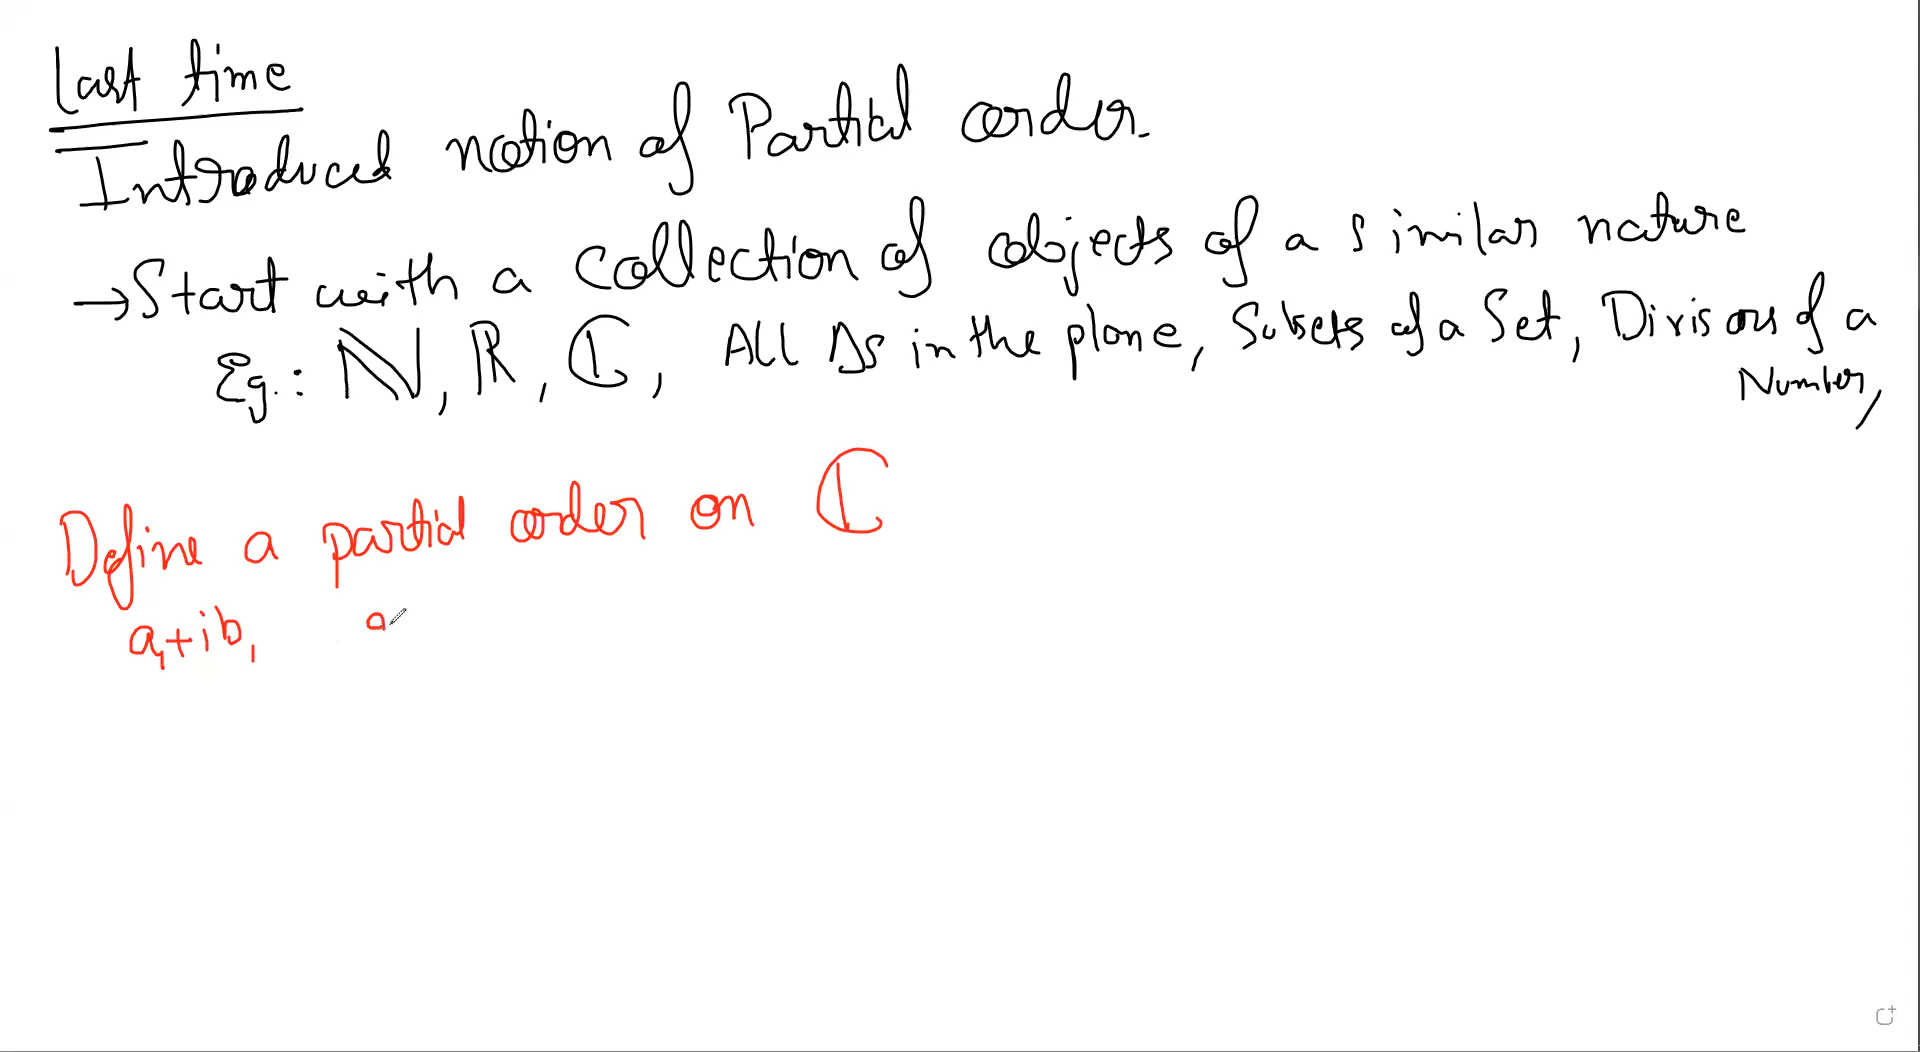 Last time
Introduced notion of Partial order.
→ Start with a collection of objects of a similar nature
Eg.: ℕ, ℝ, ℂ, All Δs in the plane, Subsets of a Set, Divisors of a
Number,
Define a partial order on ℂ
a₁+ib₁ a